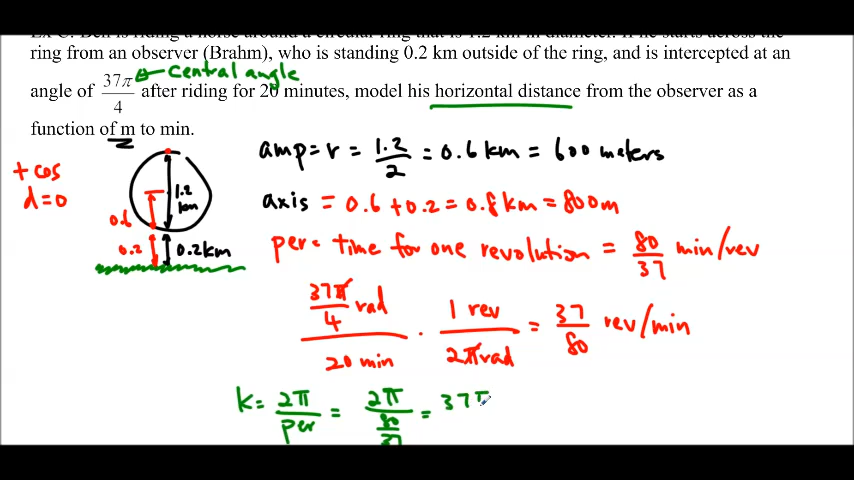 Ex C: Ben is riding a horse around a circular ring that is 1.2 km in diameter. If he starts across the
ring from an observer (Brahm), who is standing 0.2 km outside of the ring, and is intercepted at an
central angle
angle of 37π/4 after riding for 20 minutes, model his horizontal distance from the observer as a
function of m to min.
+cos
d=0
1.2 km
0.6
0.2
0.2km
amp=r = 1.2/2 = 0.6 km = 600 meters
axis = 0.6 + 0.2 = 0.8 km = 800m
per= time for one revolution = 80/37 min/rev
37π/4 rad / 20 min · 1 rev / 2π rad = 37/80 rev/min
k= 2π/per = 2π / 80/37 = 37π